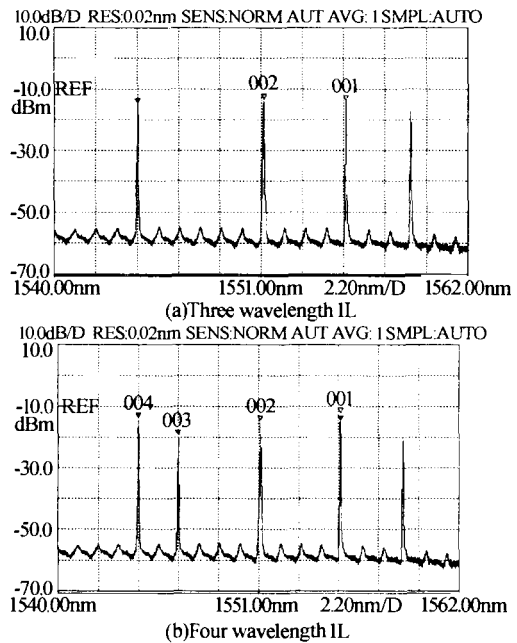 10.0dB/D RES:0.02nm SENS:NORM AUT AVG: 1 SMPL:AUTO
10.0
002 001
-10.0 REF
dBm
-30.0
-50.0
-70.0
1540.00nm 1551.00nm 2.20nm/D 1562.00nm
(a)Three wavelength lL
10.0dB/D RES:0.02nm SENS:NORM AUT AVG: 1 SMPL:AUTO
10.0
004 003 002 001
-10.0 REF
dBm
-30.0
-50.0
-70.0
1540.00nm 1551.00nm 2.20nm/D 1562.00nm
(b)Four wavelength lL